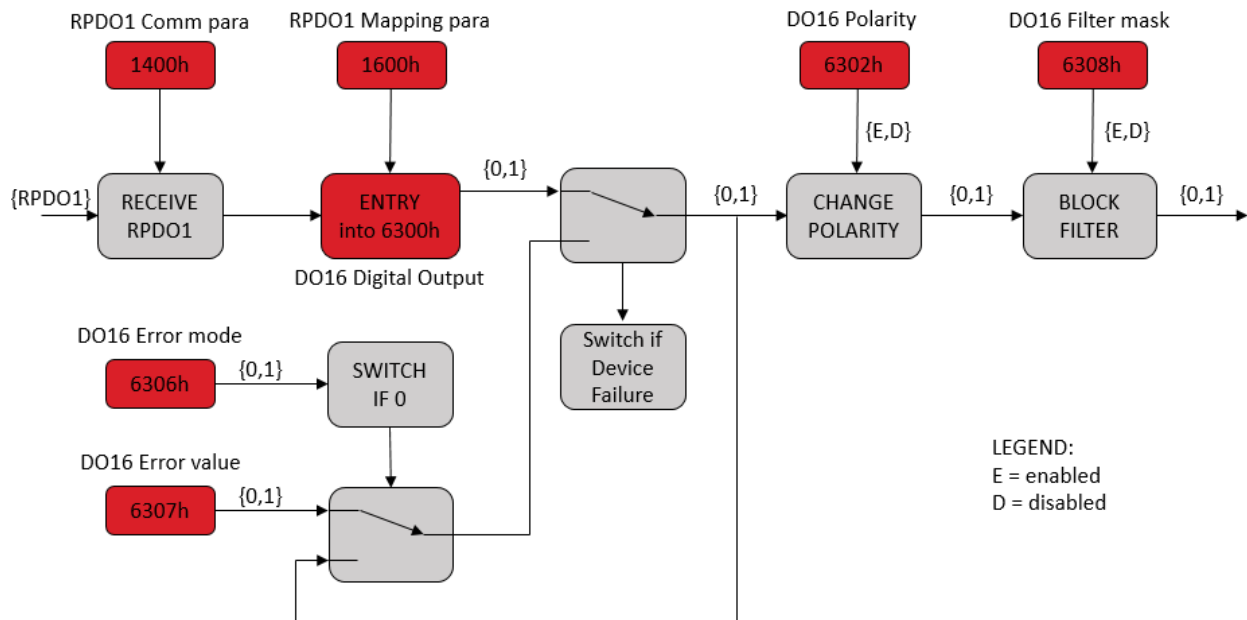 RPDO1 Comm para
RPDO1 Mapping para
DO16 Polarity
DO16 Filter mask
1400h
1600h
6302h
6308h
{E,D}
{E,D}
{RPDO1}
RECEIVE
RPDO1
ENTRY
into 6300h
DO16 Digital Output
{0,1}
{0,1}
CHANGE
POLARITY
{0,1}
BLOCK
FILTER
{0,1}
Switch if
Device
Failure
DO16 Error mode
6306h
{0,1}
SWITCH
IF 0
DO16 Error value
6307h
{0,1}
LEGEND:
E = enabled
D = disabled